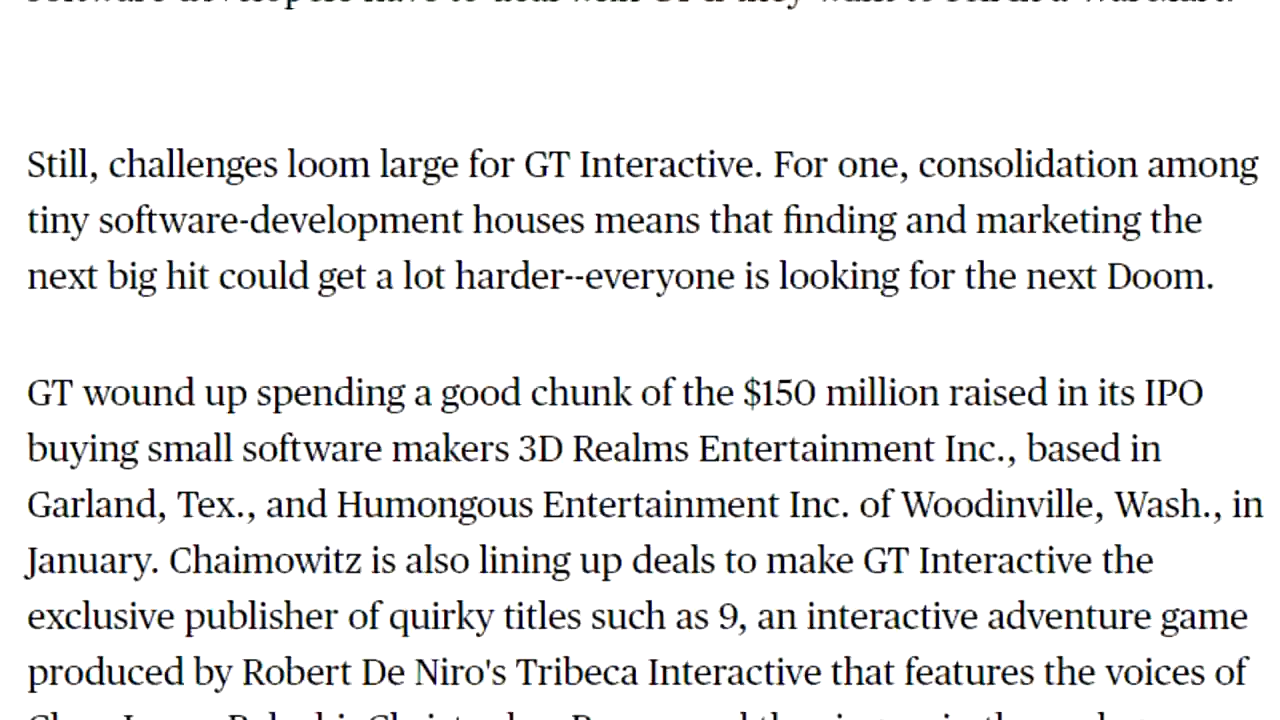 Still, challenges loom large for GT Interactive. For one, consolidation among
tiny software-development houses means that finding and marketing the
next big hit could get a lot harder--everyone is looking for the next Doom.
GT wound up spending a good chunk of the $150 million raised in its IPO
buying small software makers 3D Realms Entertainment Inc., based in
Garland, Tex., and Humongous Entertainment Inc. of Woodinville, Wash., in
January. Chaimowitz is also lining up deals to make GT Interactive the
exclusive publisher of quirky titles such as 9, an interactive adventure game
produced by Robert De Niro's Tribeca Interactive that features the voices of